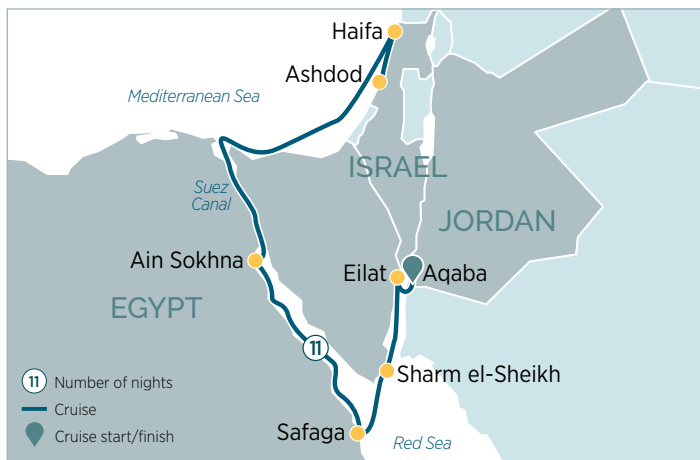 Haifa
Ashdod
Mediterranean Sea
ISRAEL
Suez
Canal
JORDAN
Ain Sokhna
Eilat
Aqaba
EGYPT
11
Sharm el-Sheikh
11 Number of nights
Cruise
Cruise start/finish
Safaga
Red Sea